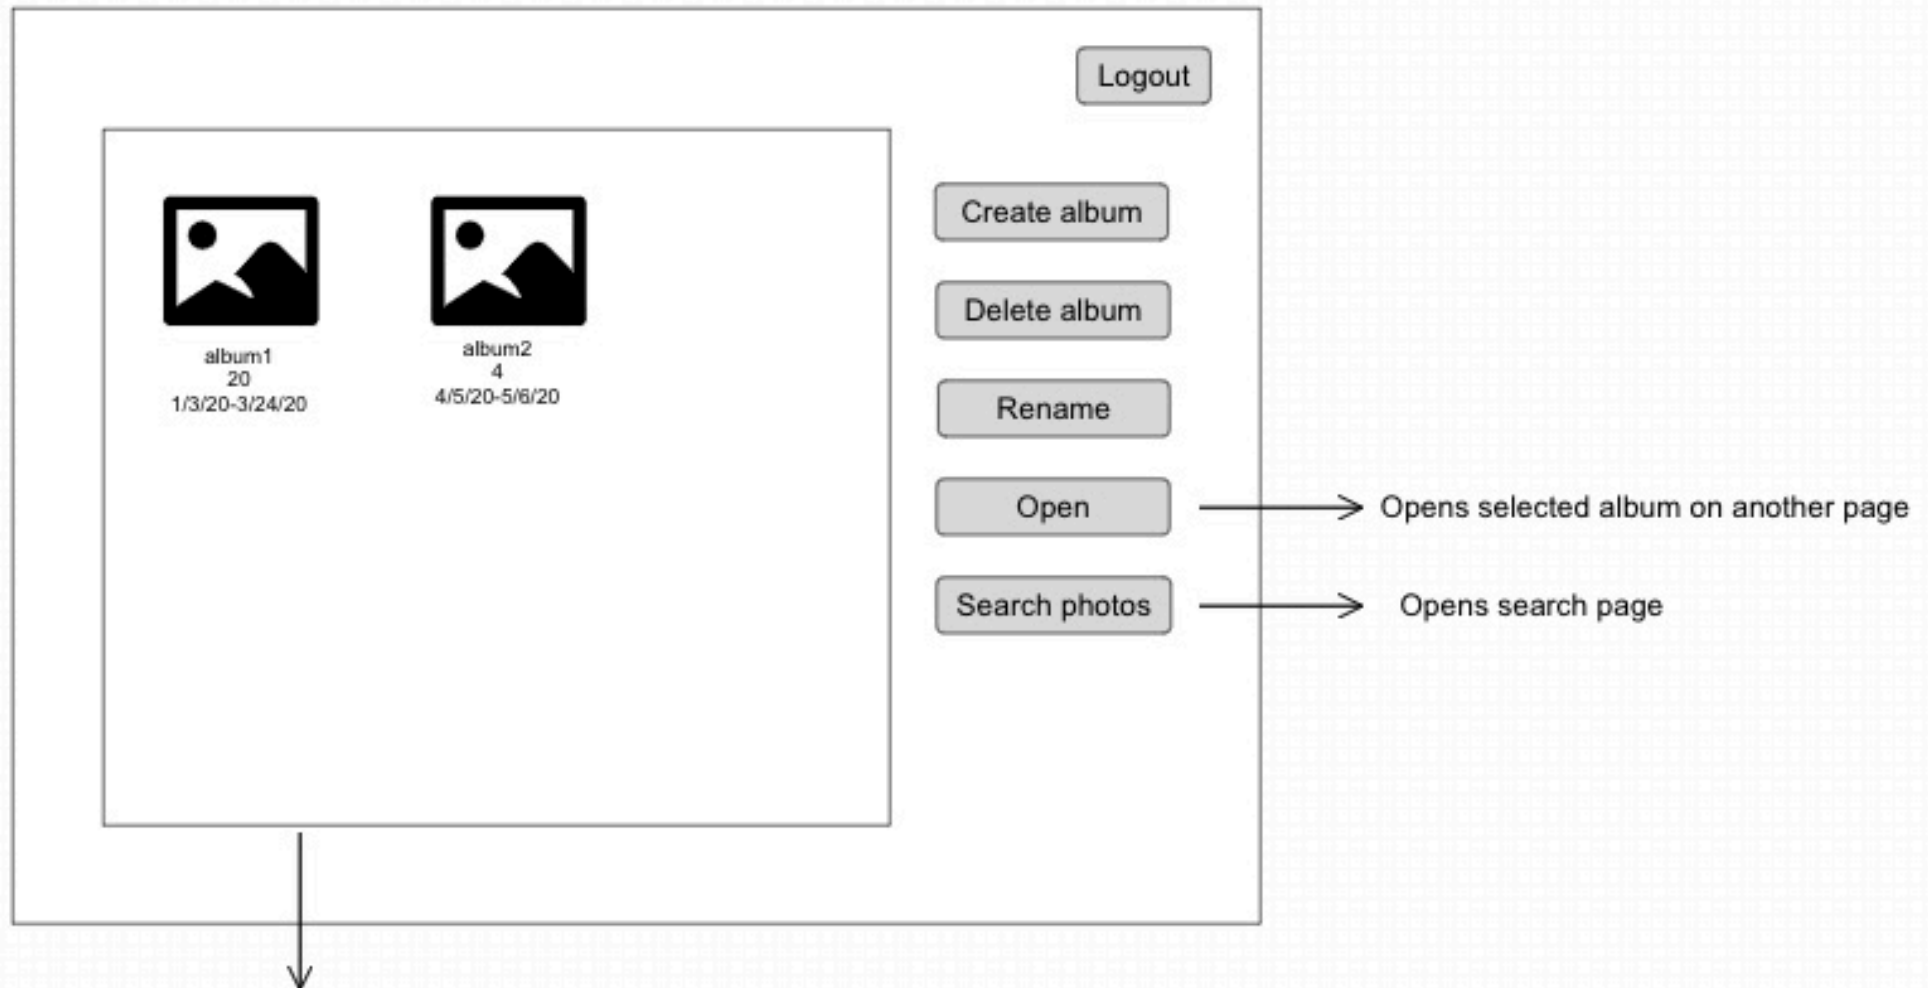 Logout
Create album
Delete album
Rename
Open
Search photos
album1
20
1/3/20-3/24/20
album2
4
4/5/20-5/6/20
Opens selected album on another page
Opens search page